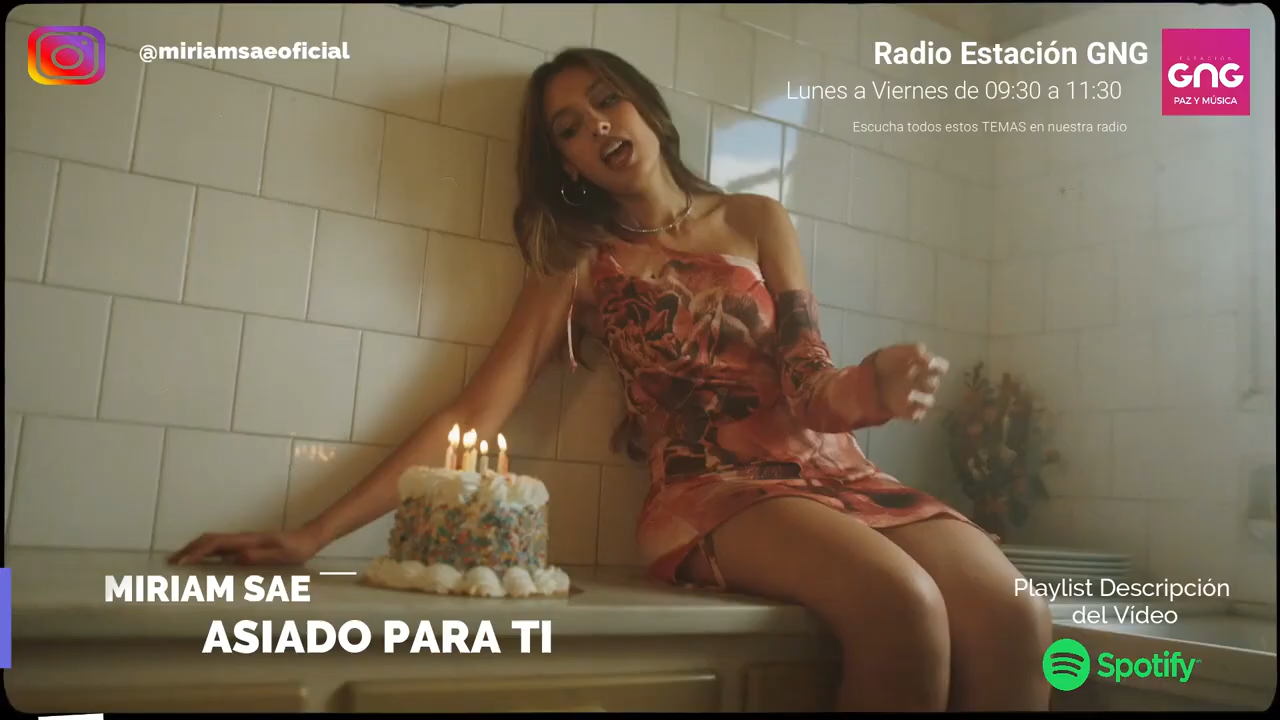 @miriamsaeoficial
Radio Estación GNG
Lunes a Viernes de 09:30 a 11:30
Escucha todos estos TEMAS en nuestra radio
ESTACIÓN
GNG
PAZ Y MÚSICA
MIRIAM SAE
ASIADO PARA TI
Playlist Descripción
del Vídeo
Spotify